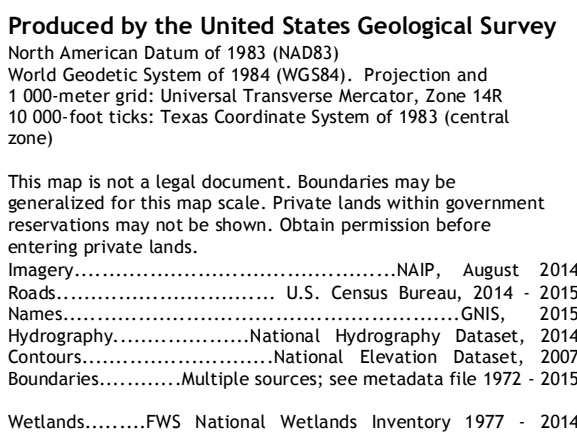 Produced by the United States Geological Survey
North American Datum of 1983 (NAD83)
World Geodetic System of 1984 (WGS84). Projection and
1 000-meter grid: Universal Transverse Mercator, Zone 14R
10 000-foot ticks: Texas Coordinate System of 1983 (central
zone)
This map is not a legal document. Boundaries may be
generalized for this map scale. Private lands within government
reservations may not be shown. Obtain permission before
entering private lands.
Imagery.............................................NAIP, August 2014
Roads............................... U.S. Census Bureau, 2014 - 2015
Names...................................................GNIS, 2015
Hydrography...................National Hydrography Dataset, 2014
Contours...........................National Elevation Dataset, 2007
Boundaries...........Multiple sources; see metadata file 1972 - 2015
Wetlands.........FWS National Wetlands Inventory 1977 - 2014